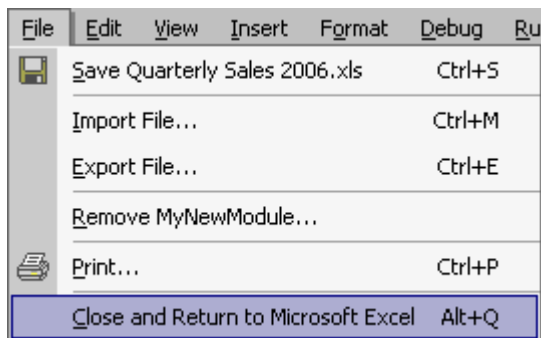 File Edit View Insert Format Debug Ru
Save Quarterly Sales 2006.xls Ctrl+S
Import File... Ctrl+M
Export File... Ctrl+E
Remove MyNewModule...
Print... Ctrl+P
Close and Return to Microsoft Excel Alt+Q